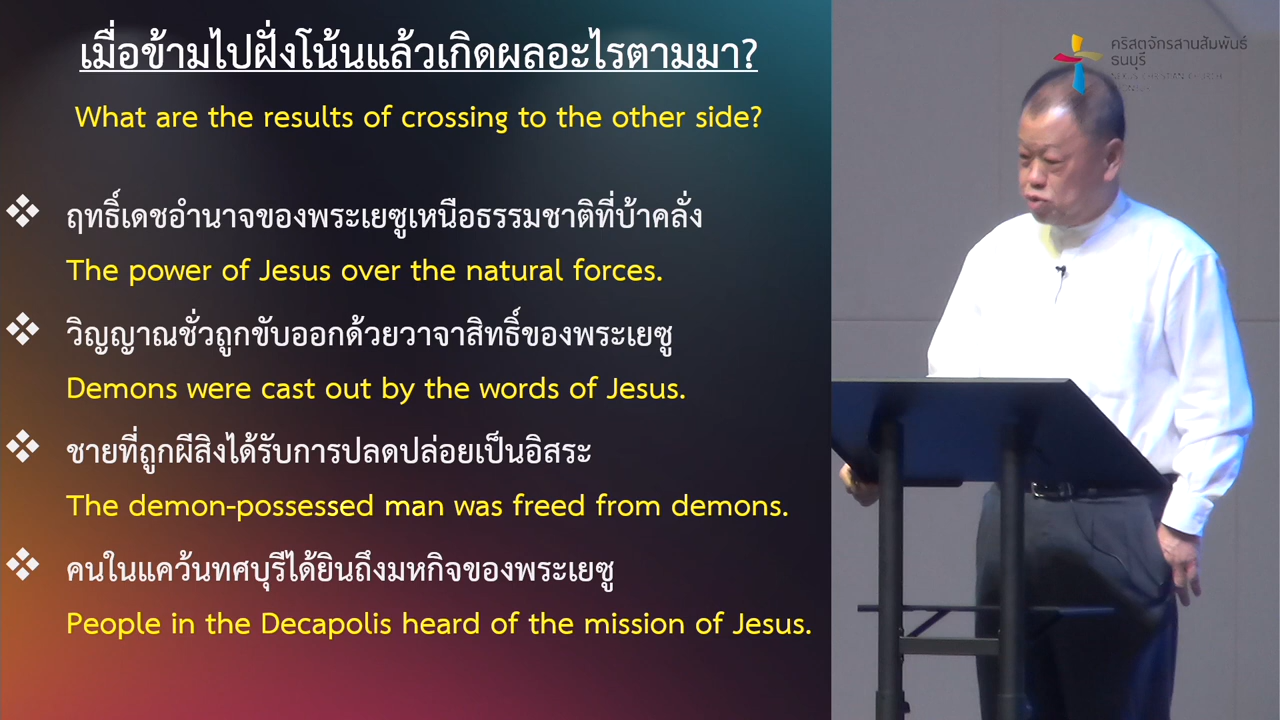 เมื่อข้ามไปฝั่งโน้นแล้วเกิดผลอะไรตามมา?
What are the results of crossing to the other side?
ฤทธิ์เดชอำนาจของพระเยซูเหนือธรรมชาติที่บ้าคลั่ง
The power of Jesus over the natural forces.
วิญญาณชั่วถูกขับออกด้วยวาจาสิทธิ์ของพระเยซู
Demons were cast out by the words of Jesus.
ชายที่ถูกผีสิงได้รับการปลดปล่อยเป็นอิสระ
The demon-possessed man was freed from demons.
คนในแคว้นทศบุรีได้ยินถึงมหกิจของพระเยซู
People in the Decapolis heard of the mission of Jesus.
คริสตจักรสานสัมพันธ์
ธนบุรี